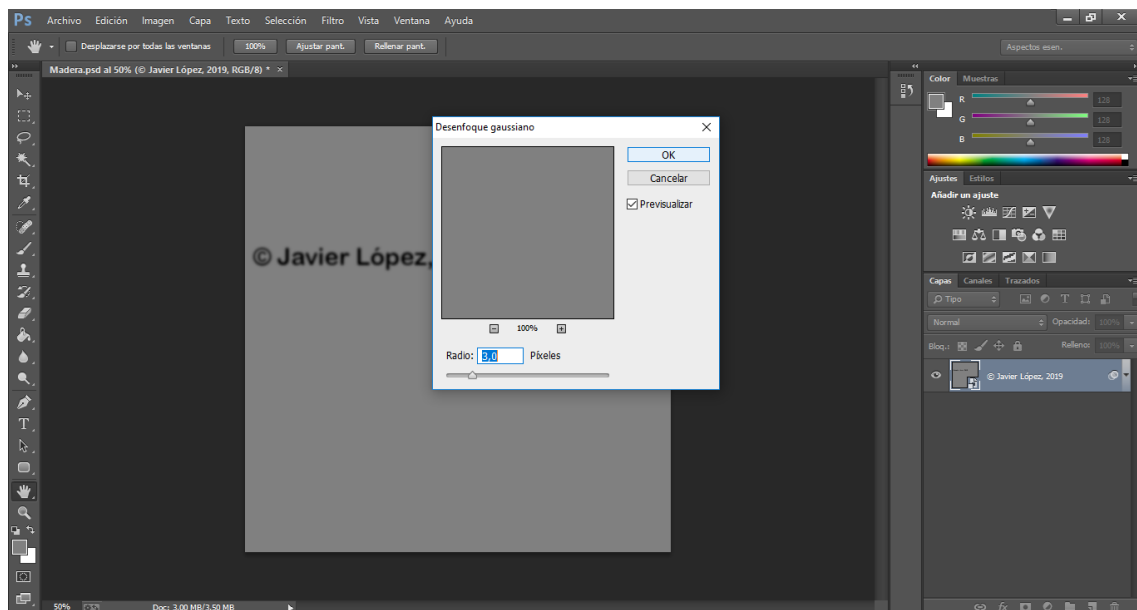 Ps Archivo Edición Imagen Capa Texto Selección Filtro Vista Ventana Ayuda
Desplazarse por todas las ventanas 100% Ajustar pant. Rellenar pant. Aspectos esen.
Madera.psd al 50% (© Javier López, 2019, RGB/8) * ×
Color Muestras
R 128
G 128
B 128
Ajustes Estilos
Añadir un ajuste
Desenfoque gaussiano
OK
Cancelar
Previsualizar
100%
Radio: 3,0 Píxeles
© Javier López,
Capas Canales Trazados
Tipo
Normal Opacidad: 100%
Bloq.: Relleno: 100%
© Javier López, 2019
50% Doc: 3,00 MB/3,50 MB